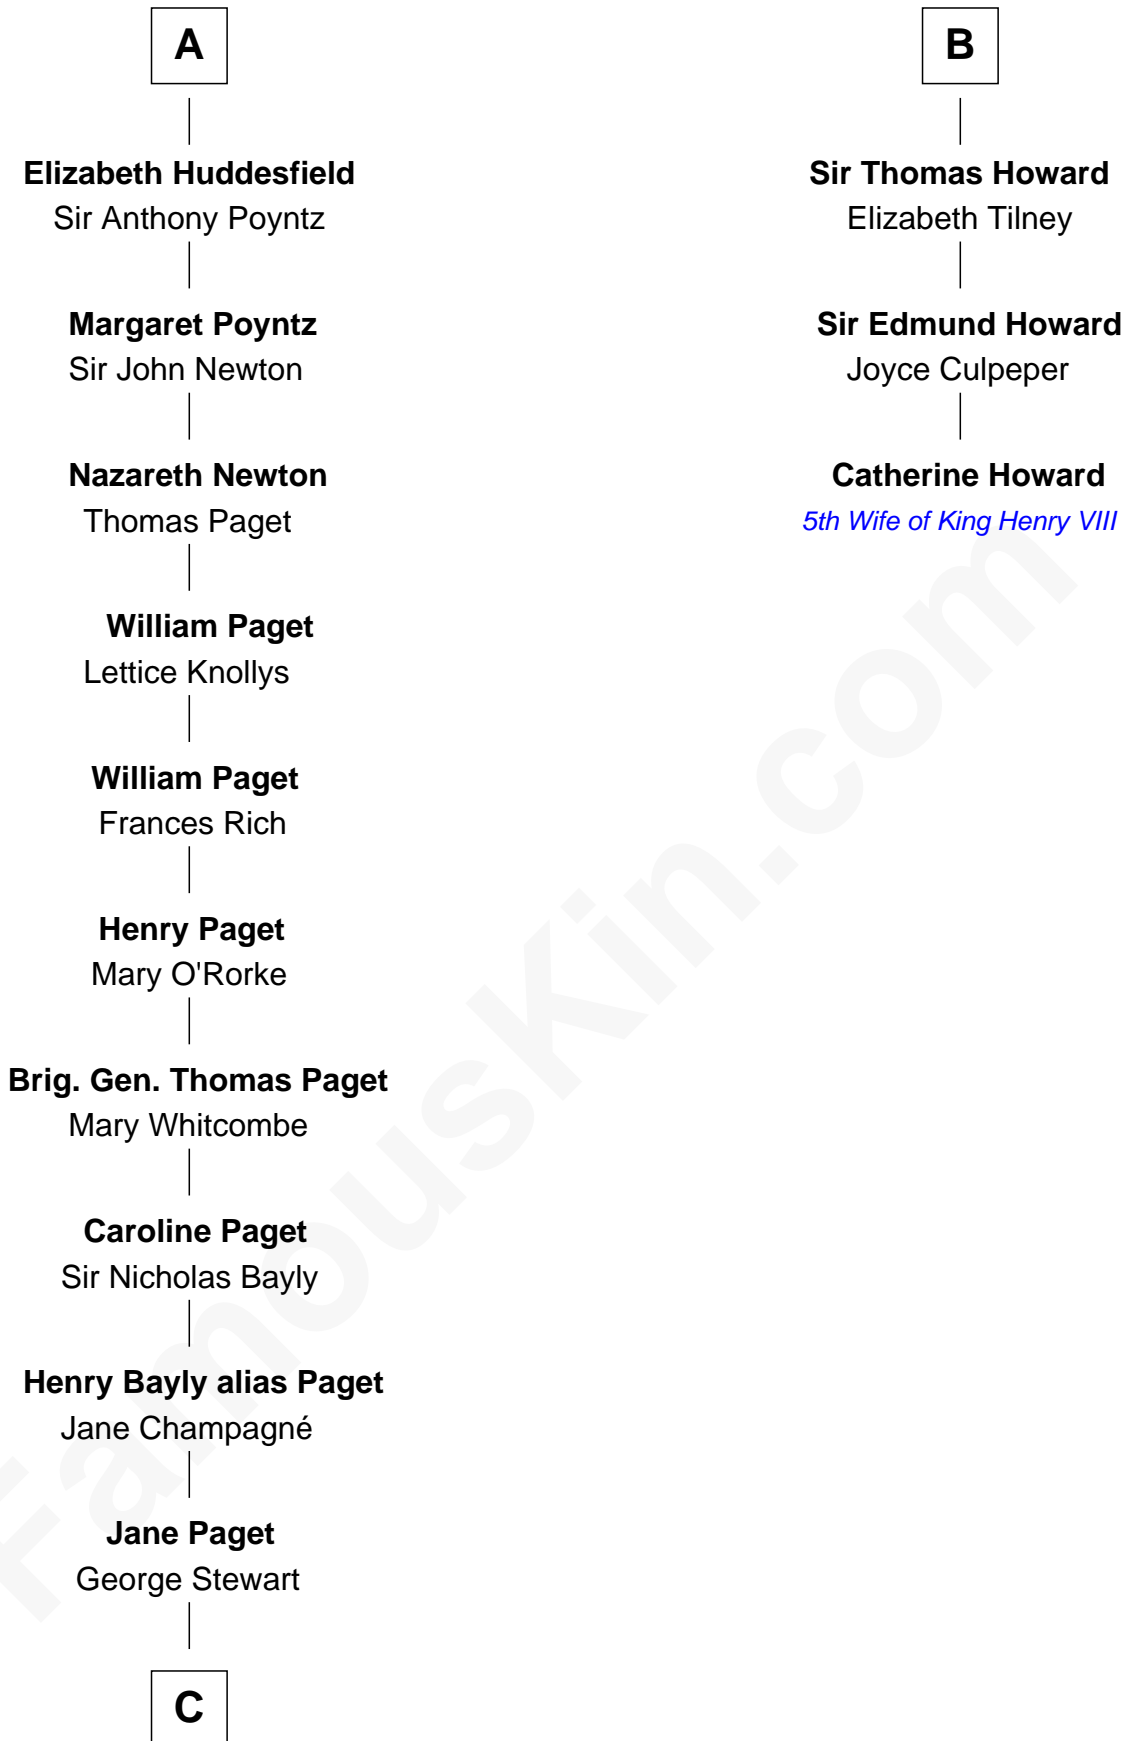 A
Elizabeth Huddesfield
Sir Anthony Poyntz
Margaret Poyntz
Sir John Newton
Nazareth Newton
Thomas Paget
William Paget
Lettice Knollys
William Paget
Frances Rich
Henry Paget
Mary O'Rorke
Brig. Gen. Thomas Paget
Mary Whitcombe
Caroline Paget
Sir Nicholas Bayly
Henry Bayly alias Paget
Jane Champagné
Jane Paget
George Stewart
C
B
Sir Thomas Howard
Elizabeth Tilney
Sir Edmund Howard
Joyce Culpeper
Catherine Howard
5th Wife of King Henry VIII
FamousKin.com